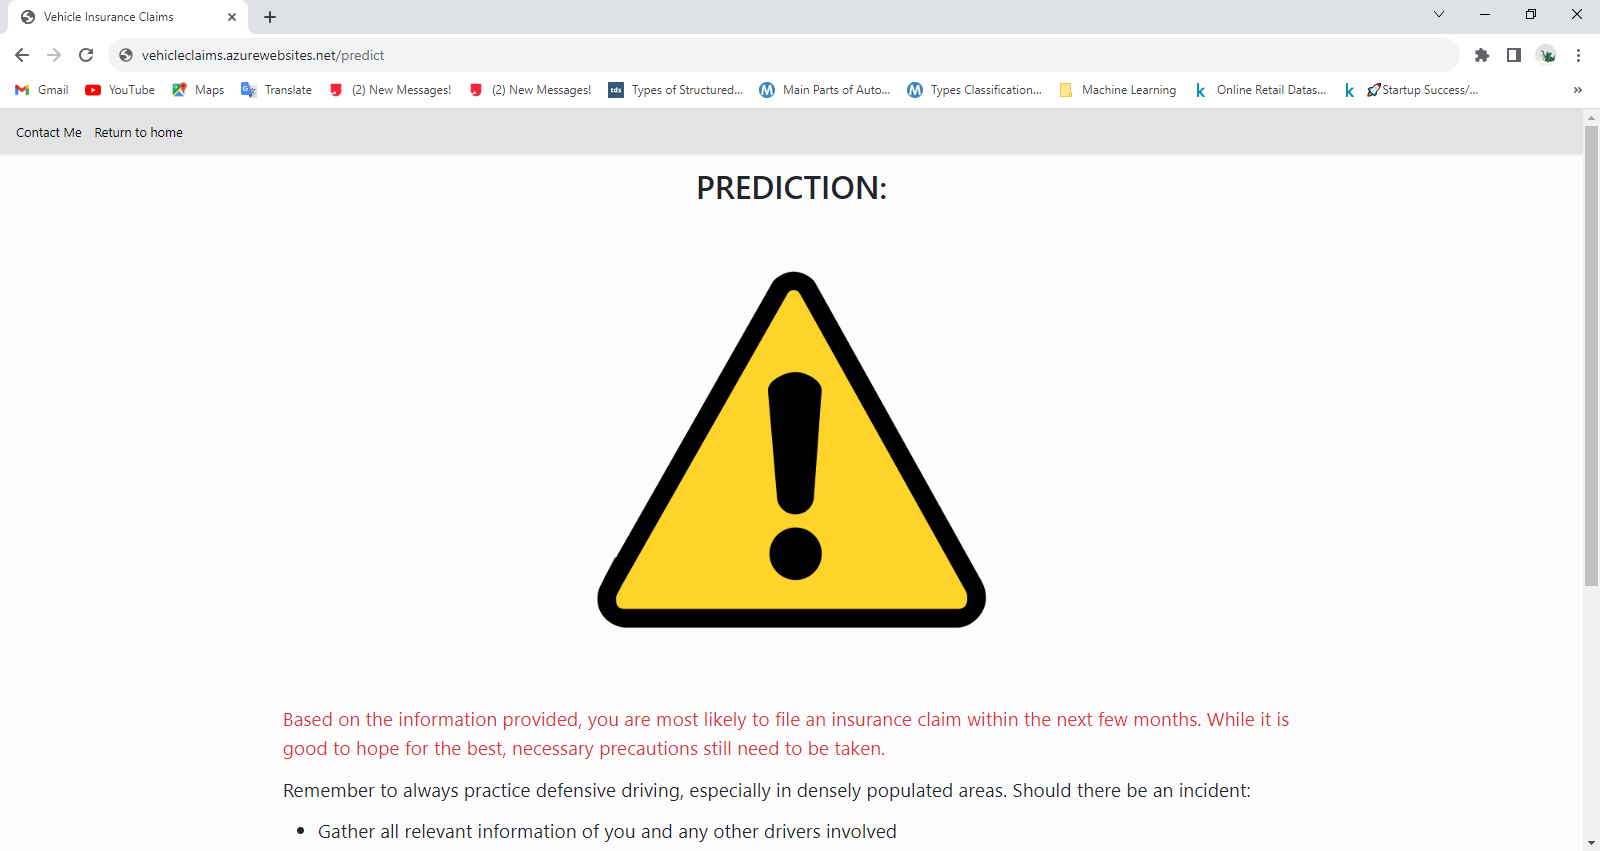 Vehicle Insurance Claims
vehicleclaims.azurewebsites.net/predict
Gmail YouTube Maps Translate (2) New Messages! (2) New Messages! tds Types of Structured... M Main Parts of Auto... M Types Classification... Machine Learning k Online Retail Datas... k Startup Success/... »
Contact Me Return to home
PREDICTION:
!
Based on the information provided, you are most likely to file an insurance claim within the next few months. While it is
good to hope for the best, necessary precautions still need to be taken.
Remember to always practice defensive driving, especially in densely populated areas. Should there be an incident:
• Gather all relevant information of you and any other drivers involved